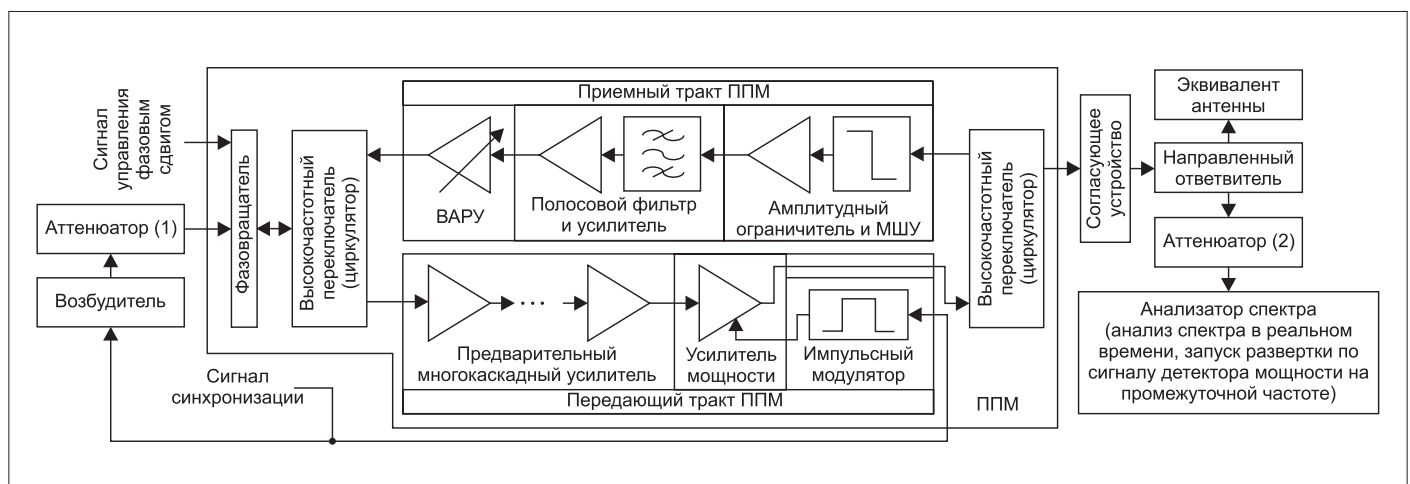 Сигнал
управления
фазовым
сдвигом
Аттенюатор (1)
Возбудитель
Фазовращатель
Высокочастотный
переключатель
(циркулятор)
Приемный тракт ППМ
ВАРУ
Полосовой фильтр
и усилитель
Амплитудный
ограничитель и МШУ
Предварительный
многокаскадный усилитель
Усилитель
мощности
Импульсный
модулятор
Передающий тракт ППМ
Высокочастотный
переключатель
(циркулятор)
ППМ
Сигнал
синхронизации
Согласующее
устройство
Эквивалент
антенны
Направленный
ответвитель
Аттенюатор (2)
Анализатор спектра
(анализ спектра в реальном
времени, запуск развертки по
сигналу детектора мощности на
промежуточной частоте)